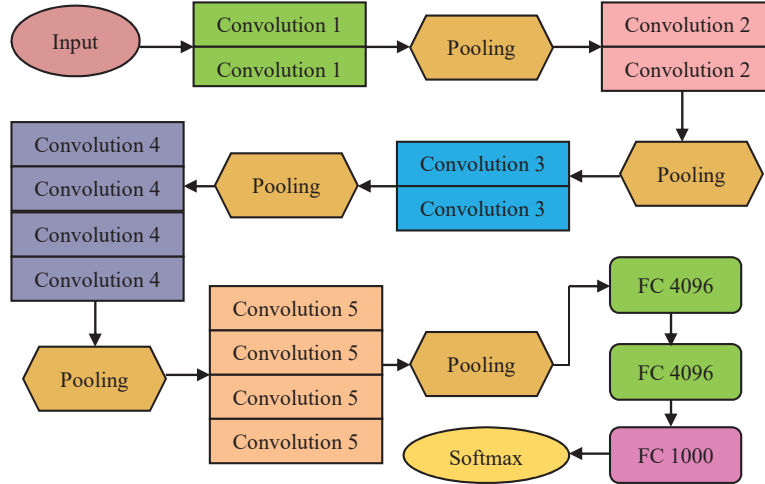 Input
Convolution 1
Convolution 1
Pooling
Convolution 2
Convolution 2
Pooling
Convolution 3
Convolution 3
Pooling
Convolution 4
Convolution 4
Convolution 4
Convolution 4
Pooling
Convolution 5
Convolution 5
Convolution 5
Convolution 5
Pooling
FC 4096
FC 4096
FC 1000
Softmax